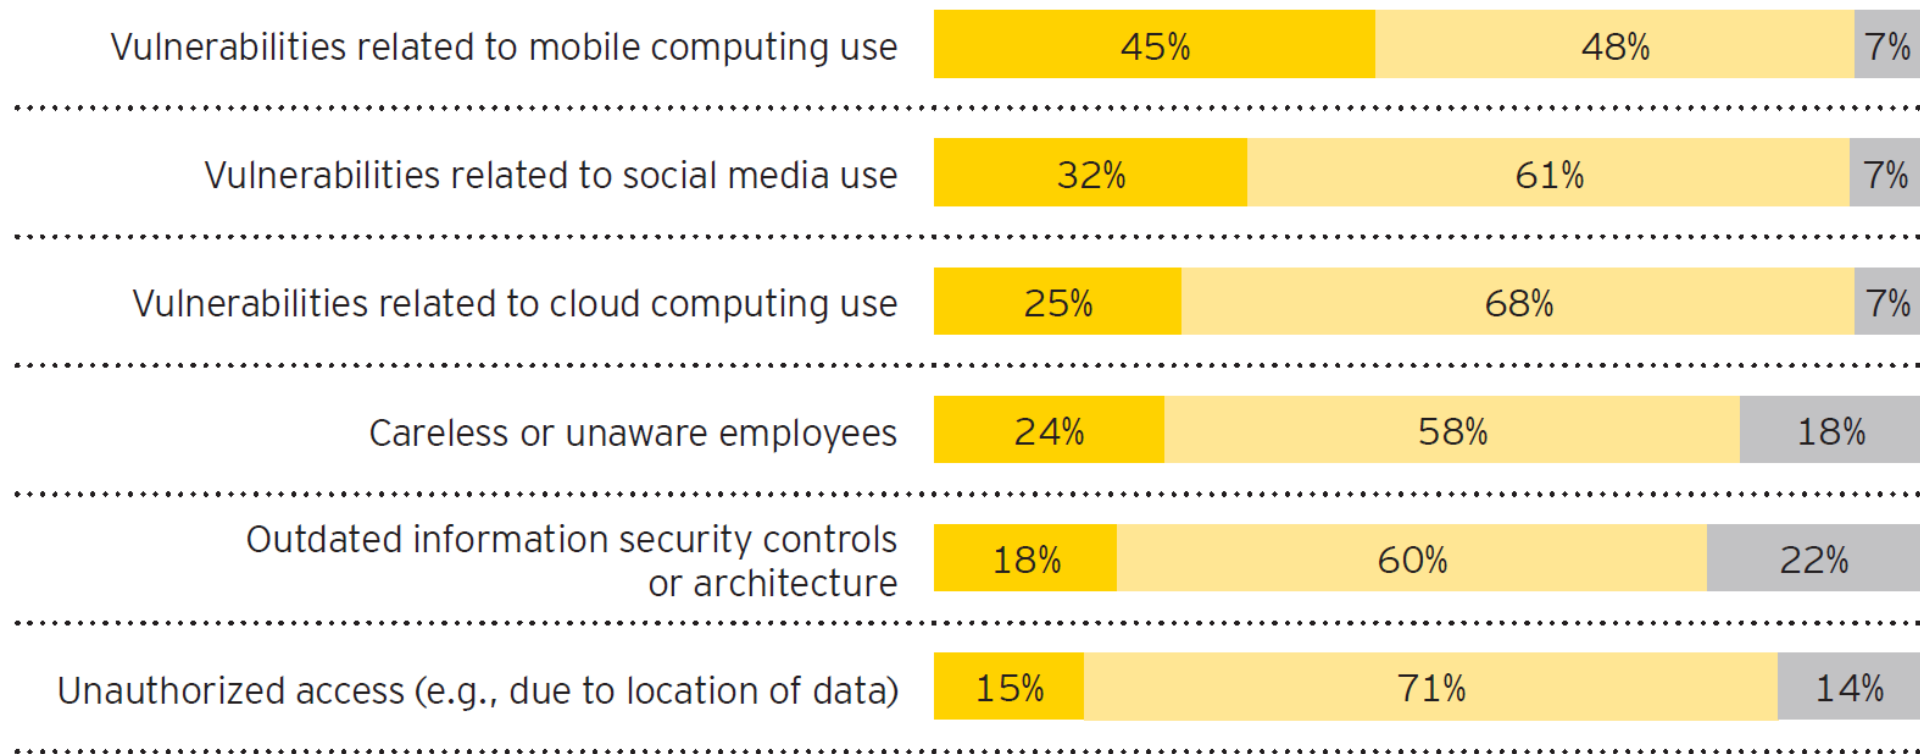 Vulnerabilities related to mobile computing use 45% 48% 7%
Vulnerabilities related to social media use 32% 61% 7%
Vulnerabilities related to cloud computing use 25% 68% 7%
Careless or unaware employees 24% 58% 18%
Outdated information security controls
or architecture 18% 60% 22%
Unauthorized access (e.g., due to location of data) 15% 71% 14%